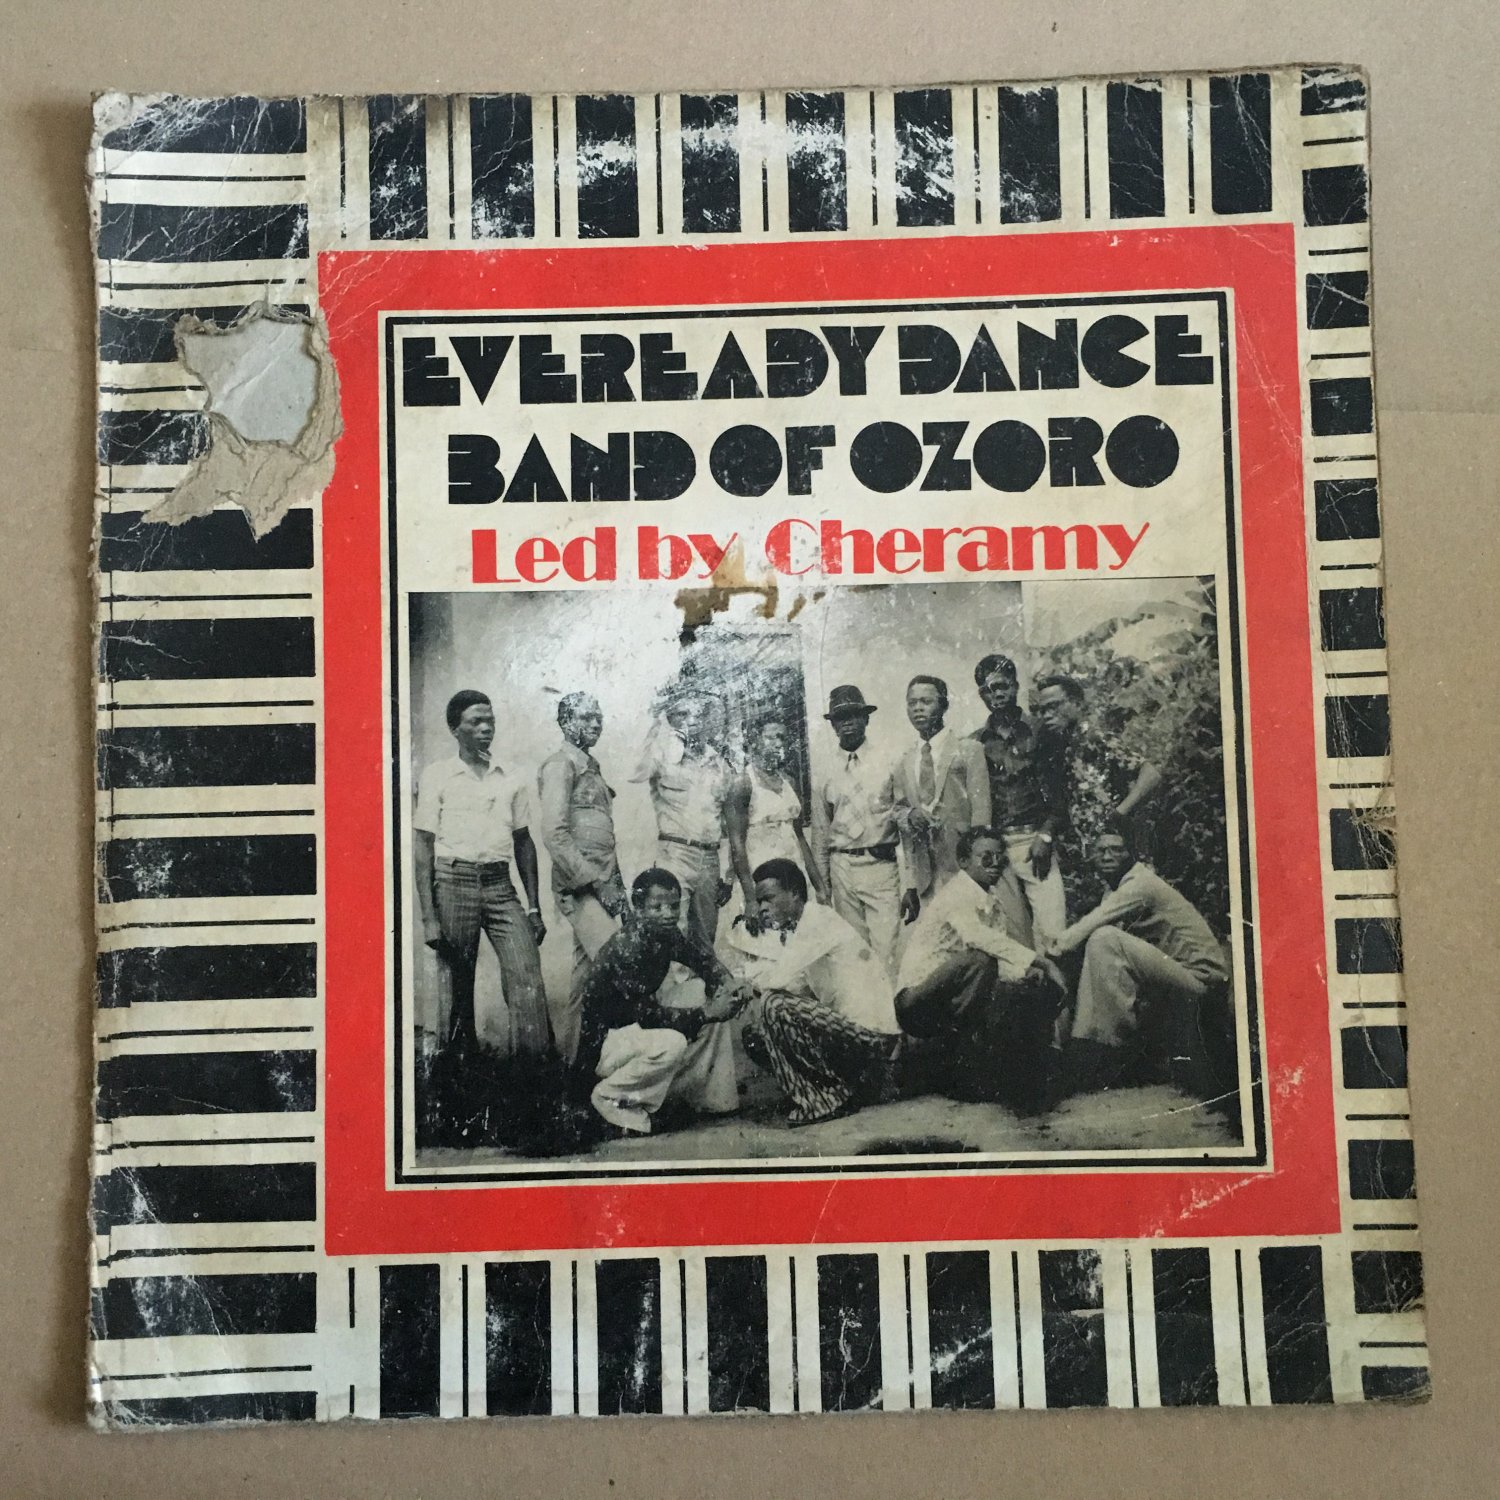 EVEREADY DANCE
BAND OF OZORO
Led by Cheramy